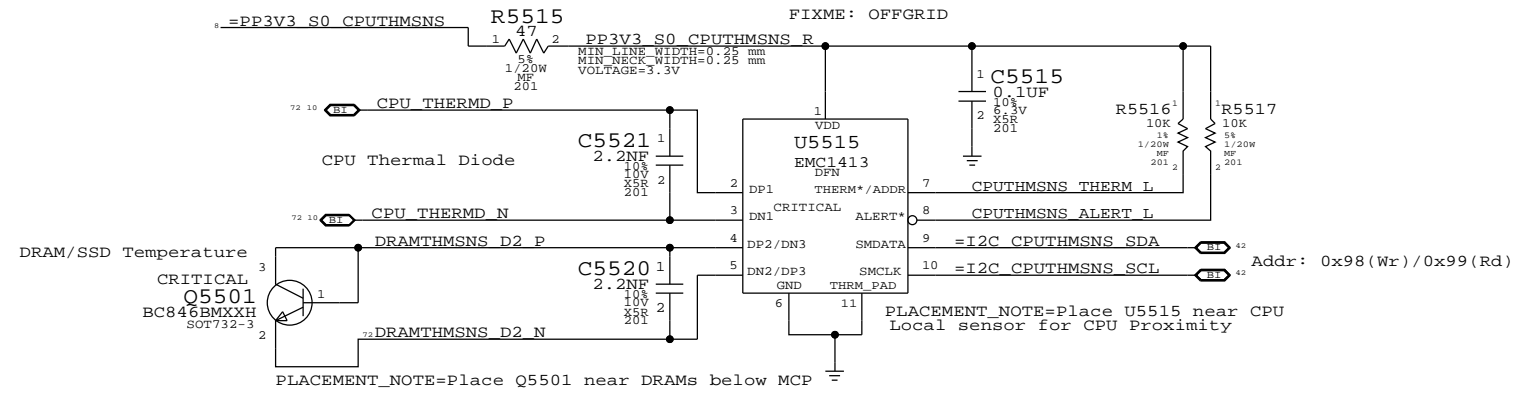 FIXME: OFFGRID
8 =PP3V3_S0_CPUTHMSNS
R5515
47
1 2
5%
1/20W
MF
201
PP3V3_S0_CPUTHMSNS_R
MIN_LINE_WIDTH=0.25 mm
MIN_NECK_WIDTH=0.25 mm
VOLTAGE=3.3V
1 C5515
0.1UF
10%
6.3V
2 X5R
201
R5516 1
10K
1%
1/20W
MF
201 2
1 R5517
10K
5%
1/20W
MF
2 201
72 10 BI CPU_THERMD_P
CPU Thermal Diode
C5521 1
2.2NF
10%
10V
X5R 2
201
72 10 BI CPU_THERMD_N
1
VDD
U5515
EMC1413
DFN
CRITICAL
2 DP1
3 DN1
4 DP2/DN3
5 DN2/DP3
THERM*/ADDR 7 CPUTHMSNS_THERM_L
ALERT* 8 CPUTHMSNS_ALERT_L
SMDATA 9 =I2C_CPUTHMSNS_SDA BI 42
SMCLK 10 =I2C_CPUTHMSNS_SCL BI 42
Addr: 0x98(Wr)/0x99(Rd)
GND THRM_PAD
6 11
PLACEMENT_NOTE=Place U5515 near CPU
Local sensor for CPU Proximity
DRAM/SSD Temperature
DRAMTHMSNS_D2_P
3
CRITICAL
Q5501 1
BC846BMXXH
SOT732-3
2
C5520 1
2.2NF
10%
10V
X5R 2
201
72 DRAMTHMSNS_D2_N
PLACEMENT_NOTE=Place Q5501 near DRAMs below MCP